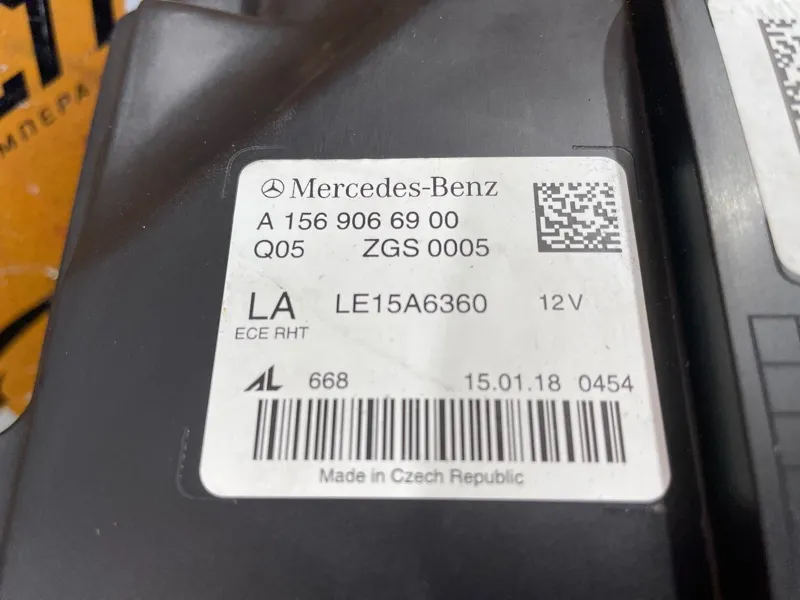 МПЕРА
Mercedes-Benz
A 156 906 69 00
Q05 ZGS 0005
LA LE15A6360 12V
ECE RHT
AL 668 15.01.18 0454
Made in Czech Republic